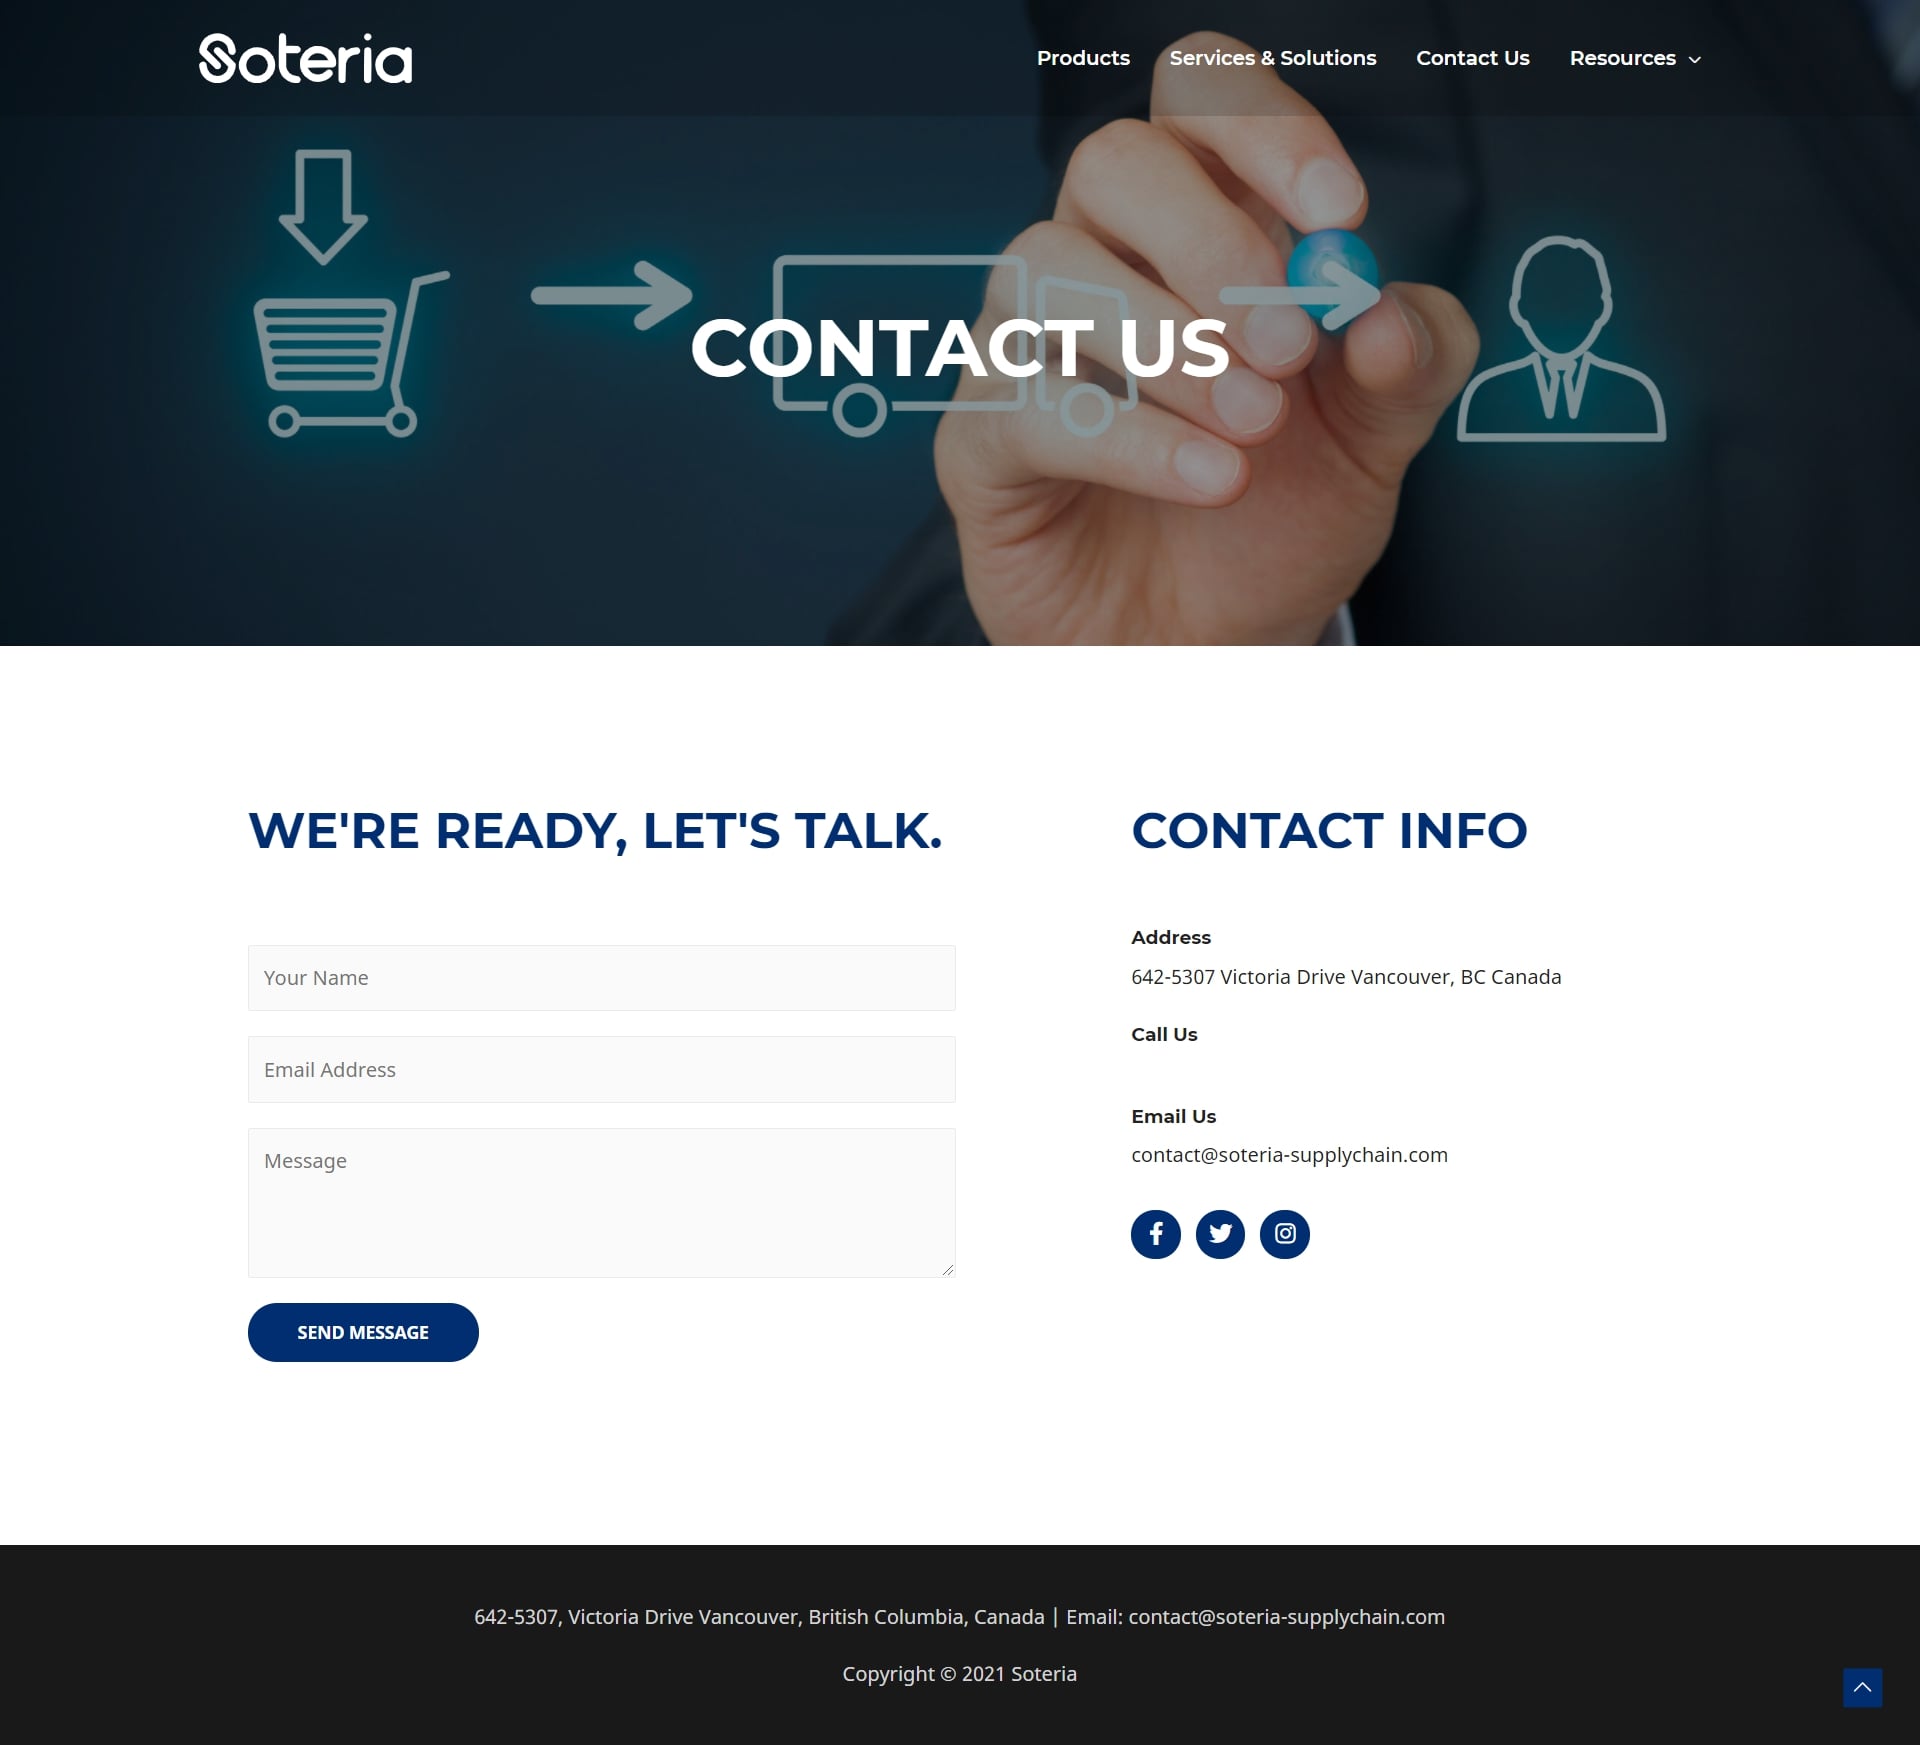 Soteria
Products
Services & Solutions
Contact Us
Resources
CONTACT US
WE'RE READY, LET'S TALK.
Your Name
Email Address
Message
SEND MESSAGE
CONTACT INFO
Address
642-5307 Victoria Drive Vancouver, BC Canada
Call Us
Email Us
contact@soteria-supplychain.com
642-5307, Victoria Drive Vancouver, British Columbia, Canada | Email: contact@soteria-supplychain.com
Copyright © 2021 Soteria